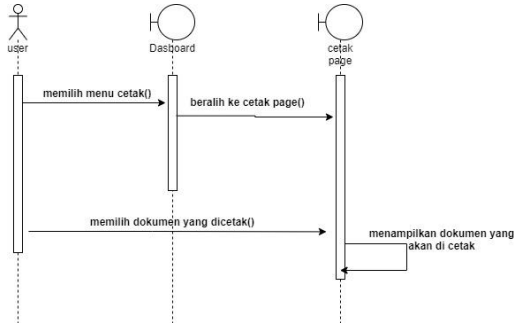 user
Dasboard
cetak
page
memilih menu cetak()
beralih ke cetak page()
memilih dokumen yang dicetak()
menampilkan dokumen yang
akan di cetak